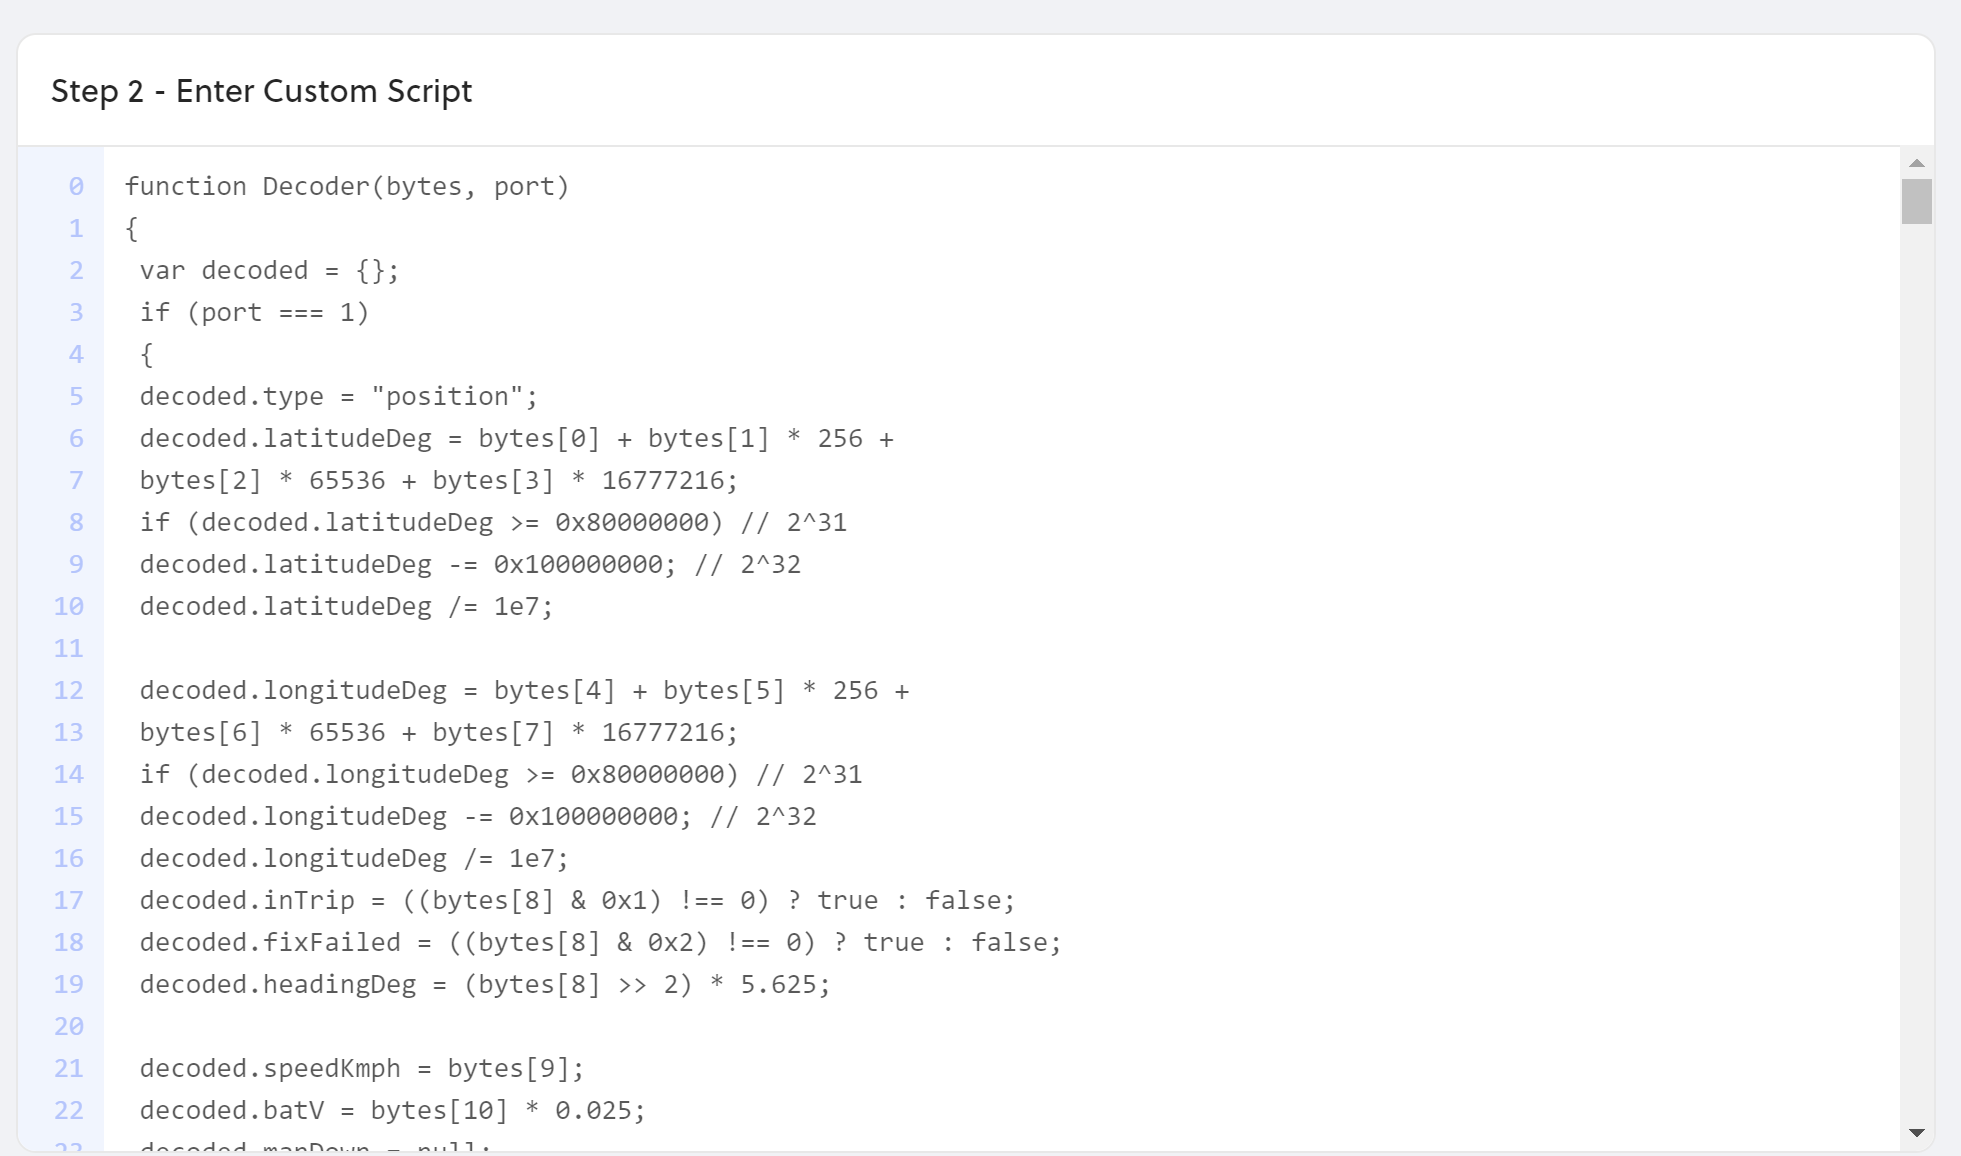 Step 2 - Enter Custom Script
0 function Decoder(bytes, port)
1 {
2 var decoded = {};
3 if (port === 1)
4 {
5 decoded.type = "position";
6 decoded.latitudeDeg = bytes[0] + bytes[1] * 256 +
7 bytes[2] * 65536 + bytes[3] * 16777216;
8 if (decoded.latitudeDeg >= 0x80000000) // 2^31
9 decoded.latitudeDeg -= 0x100000000; // 2^32
10 decoded.latitudeDeg /= 1e7;
11
12 decoded.longitudeDeg = bytes[4] + bytes[5] * 256 +
13 bytes[6] * 65536 + bytes[7] * 16777216;
14 if (decoded.longitudeDeg >= 0x80000000) // 2^31
15 decoded.longitudeDeg -= 0x100000000; // 2^32
16 decoded.longitudeDeg /= 1e7;
17 decoded.inTrip = ((bytes[8] & 0x1) !== 0) ? true : false;
18 decoded.fixFailed = ((bytes[8] & 0x2) !== 0) ? true : false;
19 decoded.headingDeg = (bytes[8] >> 2) * 5.625;
20
21 decoded.speedKmph = bytes[9];
22 decoded.batV = bytes[10] * 0.025;
23 decoded.manDown = null;